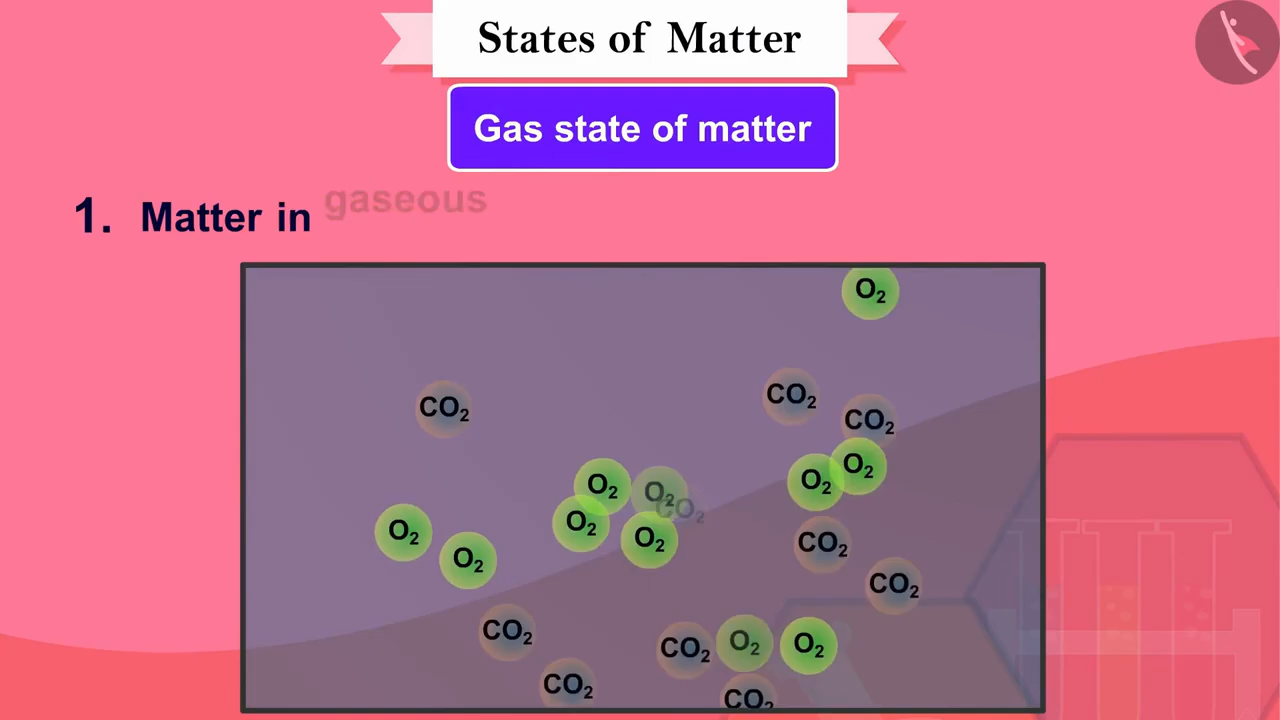 States of Matter
Gas state of matter
1. Matter in gaseous
O₂
CO₂
CO₂
CO₂
O₂
O₂
O₂
O₂
CO₂
O₂
O₂
O₂
O₂
CO₂
O₂
CO₂
CO₂
O₂
O₂
CO₂
CO₂
CO₂